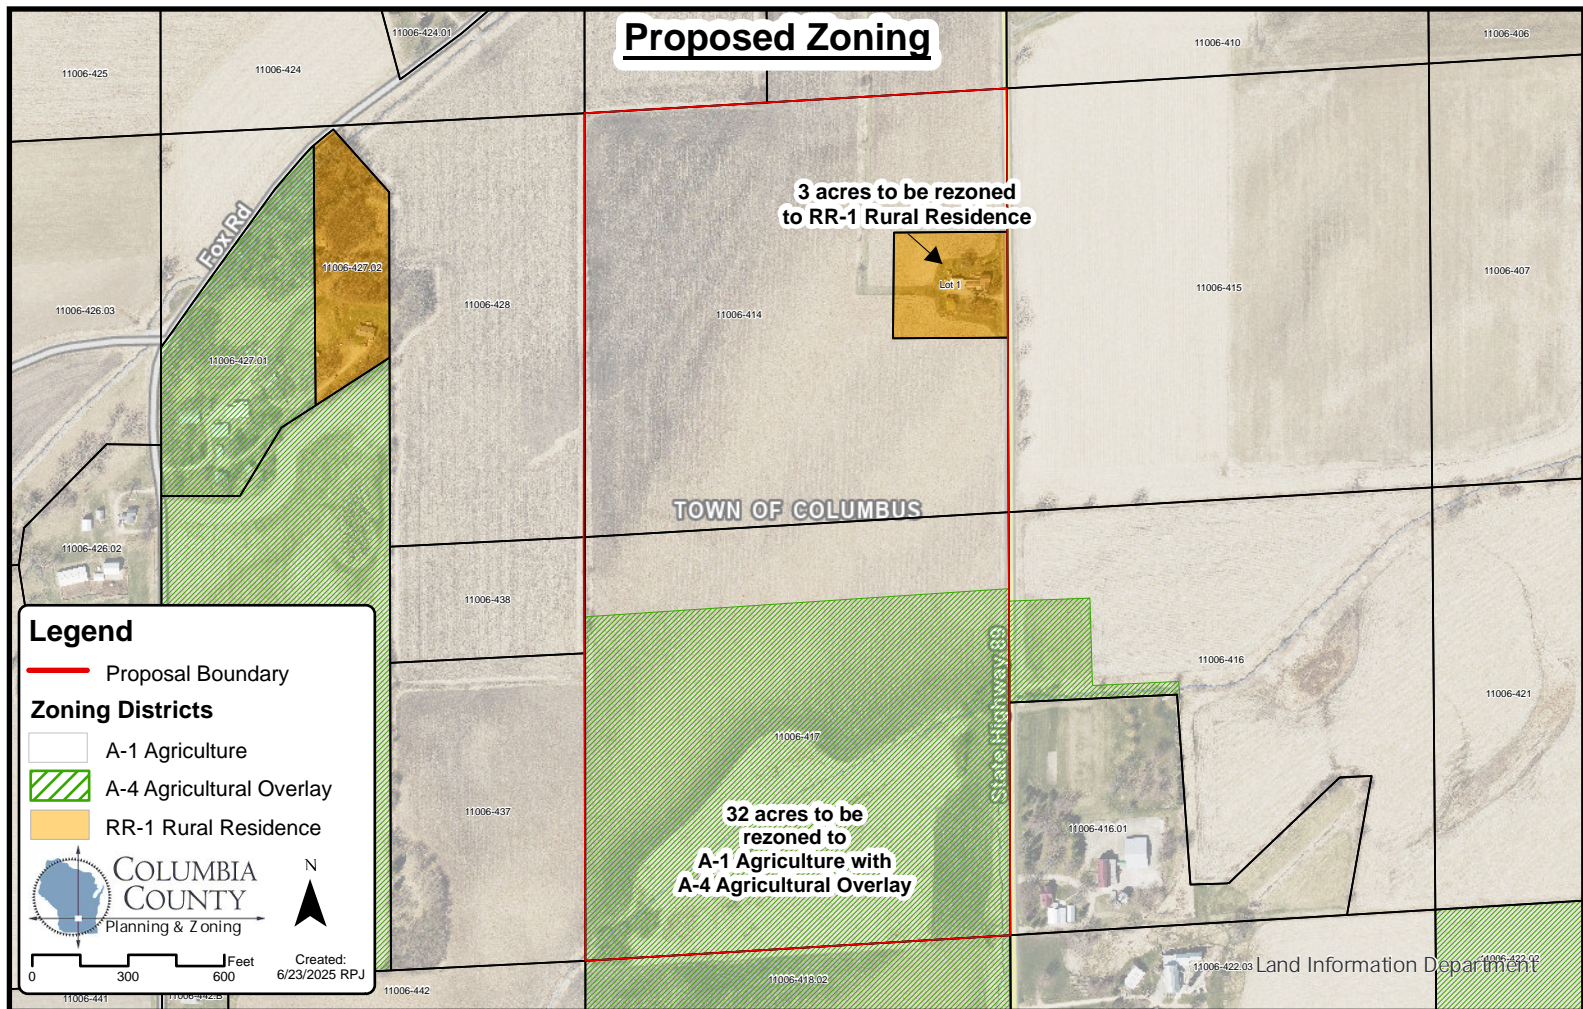 Proposed Zoning
11006-424.01
11006-410
11006-406
11006-425
11006-424
3 acres to be rezoned
to RR-1 Rural Residence
Fox Rd
11006-427.02
11006-407
Lot 1
11006-415
11006-428
11006-426.03
11006-414
11006-427.01
TOWN OF COLUMBUS
11006-426.02
11006-438
State Highway 89
11006-416
11006-421
11006-417
32 acres to be
rezoned to
A-1 Agriculture with
A-4 Agricultural Overlay
11006-437
11006-416.01
Legend
Proposal Boundary
Zoning Districts
A-1 Agriculture
A-4 Agricultural Overlay
RR-1 Rural Residence
COLUMBIA
COUNTY
Planning & Zoning
N
Feet
0 300 600
Created:
6/23/2025 RPJ
11006-441
11006-442.B
11006-442
11006-418.02
11006-422.03
Land Information Department
11006-422.02